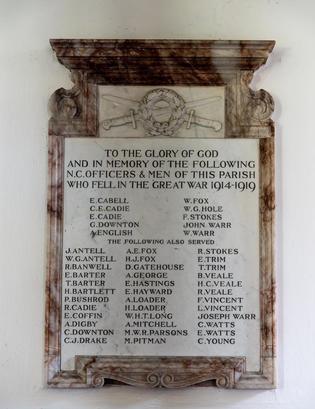 TO THE GLORY OF GOD
AND IN MEMORY OF THE FOLLOWING
N.C.OFFICERS & MEN OF THIS PARISH
WHO FELL IN THE GREAT WAR 1914-1919
E.CABELL W.FOX
C.E.CADIE W.G.HOLE
E.CADIE F.STOKES
G.DOWNTON JOHN WARR
A.ENGLISH W.WARR
THE FOLLOWING ALSO SERVED
J.ANTELL A.E.FOX R.STOKES
W.G.ANTELL H.J.FOX E.TRIM
R.BANWELL D.GATEHOUSE T.TRIM
E.BARTER A.GEORGE B.VEALE
T.BARTER E.HASTINGS H.C.VEALE
H.BARTLETT E.HAYWARD R.VEALE
P.BUSHROD A.LOADER F.VINCENT
R.CADIE H.LOADER L.VINCENT
E.COFFIN W.H.T.LONG JOSEPH WARR
A.DIGBY A.MITCHELL C.WATTS
C.DOWNTON M.W.R.PARSONS E.WATTS
C.J.DRAKE M.PITMAN C.YOUNG